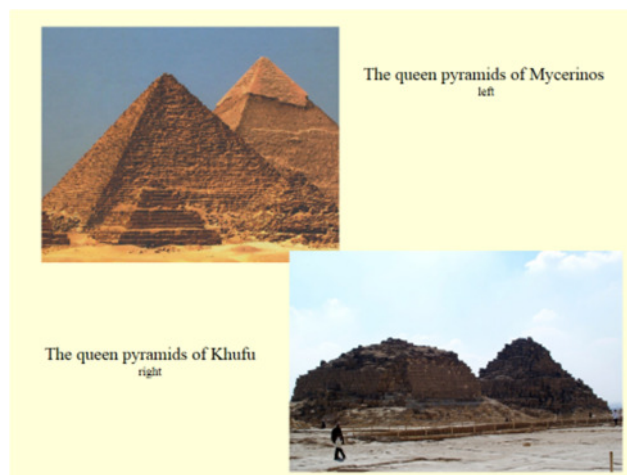 The queen pyramids of Mycerinos
left
The queen pyramids of Khufu
right